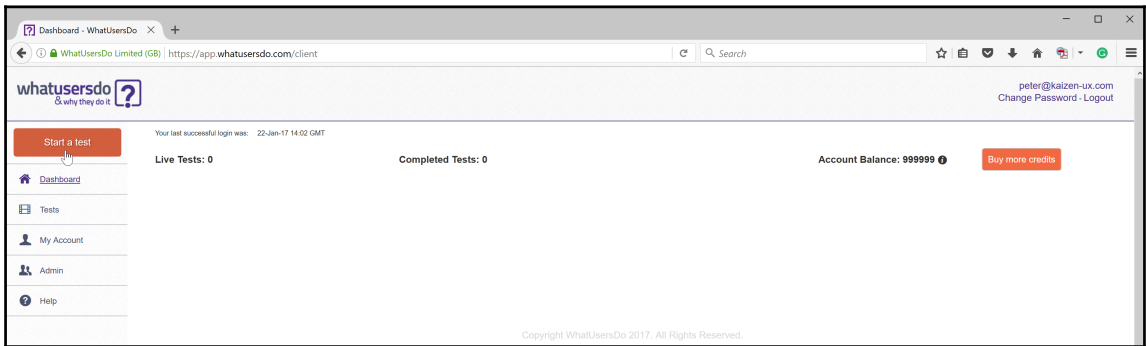 Dashboard - WhatUsersDo
WhatUsersDo Limited (GB) https://app.whatusersdo.com/client Search
whatusersdo ?
& why they do it
peter@kaizen-ux.com
Change Password - Logout
Start a test
Your last successful login was: 22-Jan-17 14:02 GMT
Live Tests: 0 Completed Tests: 0 Account Balance: 999999 Buy more credits
Dashboard
Tests
My Account
Admin
Help
Copyright WhatUsersDo 2017. All Rights Reserved.